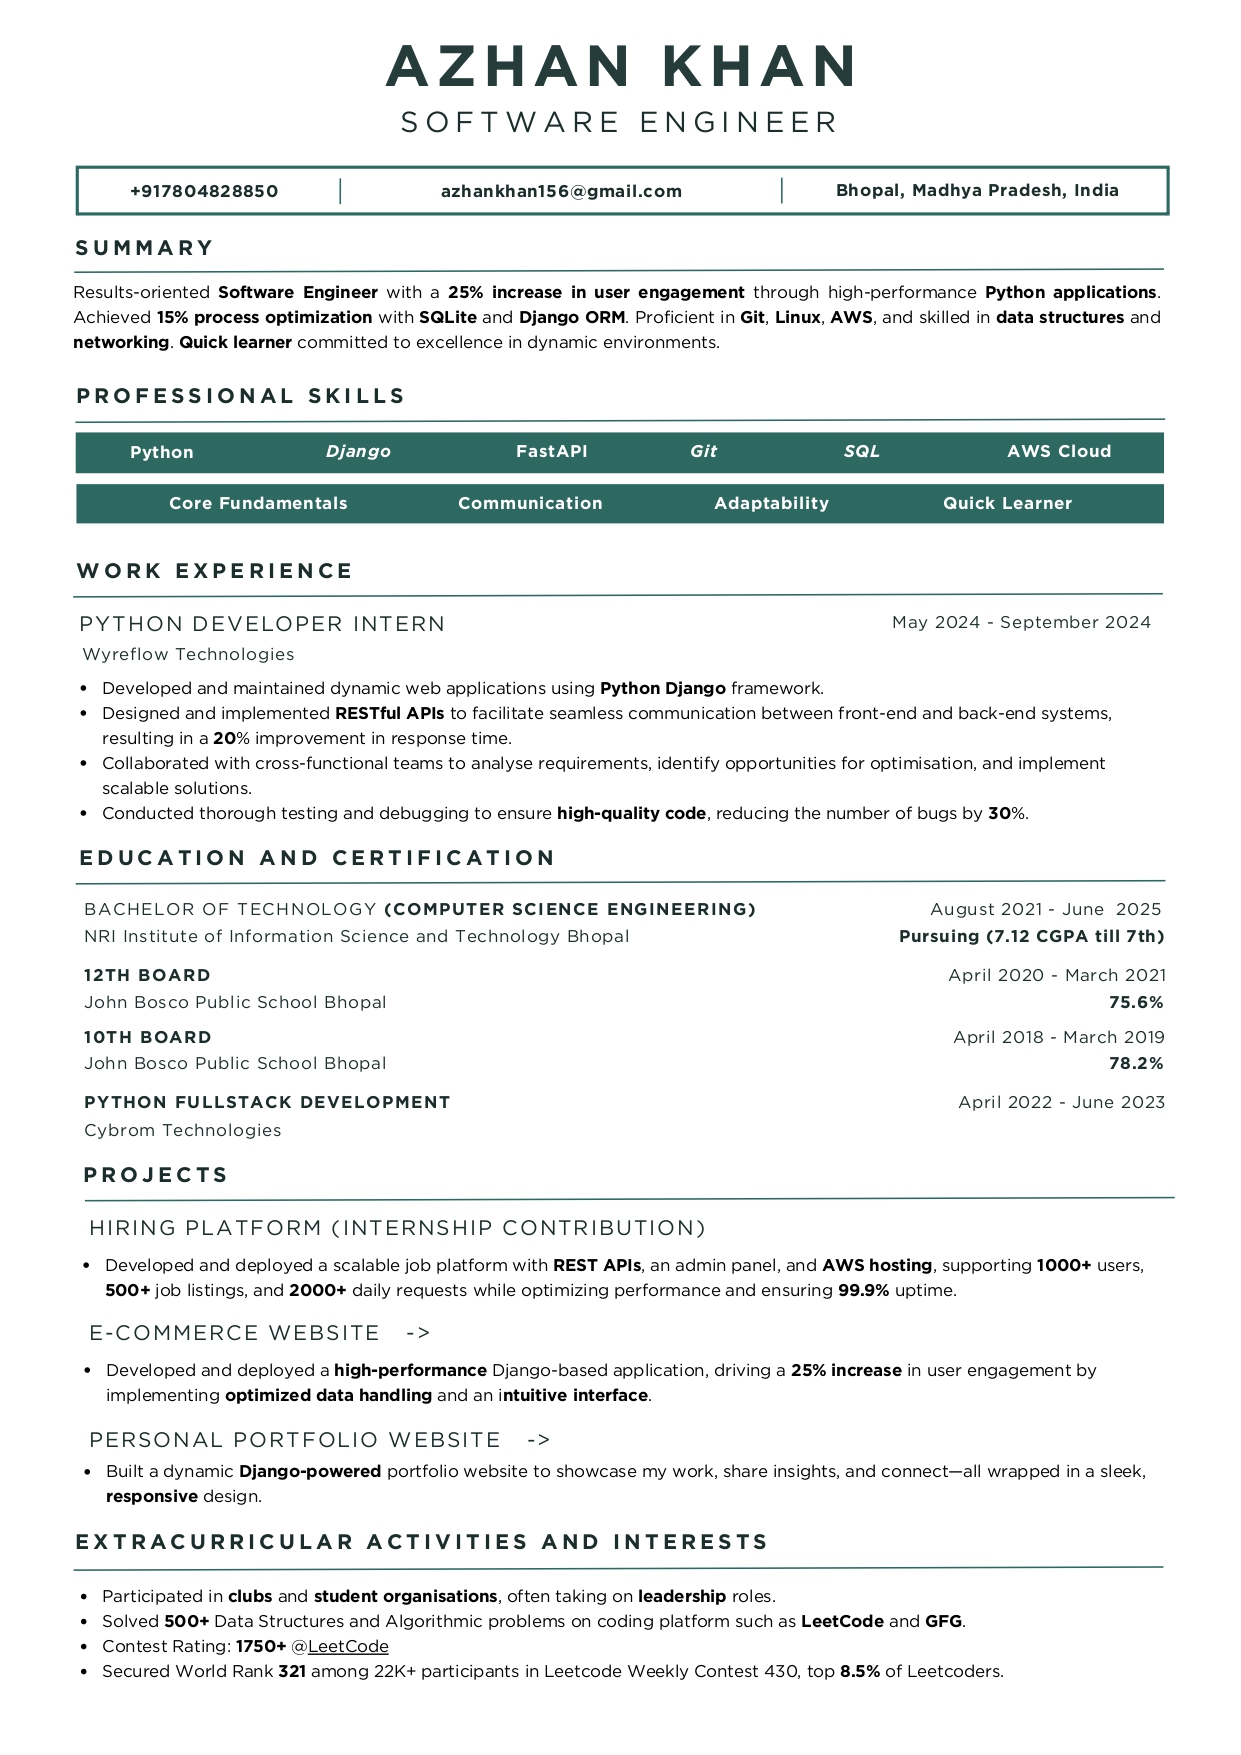 AZHAN KHAN
SOFTWARE ENGINEER
+917804828850 azhankhan156@gmail.com Bhopal, Madhya Pradesh, India
SUMMARY
Results-oriented Software Engineer with a 25% increase in user engagement through high-performance Python applications.
Achieved 15% process optimization with SQLite and Django ORM. Proficient in Git, Linux, AWS, and skilled in data structures and
networking. Quick learner committed to excellence in dynamic environments.
PROFESSIONAL SKILLS
Python Django FastAPI Git SQL AWS Cloud
Core Fundamentals Communication Adaptability Quick Learner
WORK EXPERIENCE
PYTHON DEVELOPER INTERN May 2024 - September 2024
Wyreflow Technologies
• Developed and maintained dynamic web applications using Python Django framework.
• Designed and implemented RESTful APIs to facilitate seamless communication between front-end and back-end systems,
resulting in a 20% improvement in response time.
• Collaborated with cross-functional teams to analyse requirements, identify opportunities for optimisation, and implement
scalable solutions.
• Conducted thorough testing and debugging to ensure high-quality code, reducing the number of bugs by 30%.
EDUCATION AND CERTIFICATION
BACHELOR OF TECHNOLOGY (COMPUTER SCIENCE ENGINEERING) August 2021 - June 2025
NRI Institute of Information Science and Technology Bhopal Pursuing (7.12 CGPA till 7th)
12TH BOARD April 2020 - March 2021
John Bosco Public School Bhopal 75.6%
10TH BOARD April 2018 - March 2019
John Bosco Public School Bhopal 78.2%
PYTHON FULLSTACK DEVELOPMENT April 2022 - June 2023
Cybrom Technologies
PROJECTS
HIRING PLATFORM (INTERNSHIP CONTRIBUTION)
• Developed and deployed a scalable job platform with REST APIs, an admin panel, and AWS hosting, supporting 1000+ users,
500+ job listings, and 2000+ daily requests while optimizing performance and ensuring 99.9% uptime.
E-COMMERCE WEBSITE ->
• Developed and deployed a high-performance Django-based application, driving a 25% increase in user engagement by
implementing optimized data handling and an intuitive interface.
PERSONAL PORTFOLIO WEBSITE ->
• Built a dynamic Django-powered portfolio website to showcase my work, share insights, and connect—all wrapped in a sleek,
responsive design.
EXTRACURRICULAR ACTIVITIES AND INTERESTS
• Participated in clubs and student organisations, often taking on leadership roles.
• Solved 500+ Data Structures and Algorithmic problems on coding platform such as LeetCode and GFG.
• Contest Rating: 1750+ @LeetCode
• Secured World Rank 321 among 22K+ participants in Leetcode Weekly Contest 430, top 8.5% of Leetcoders.